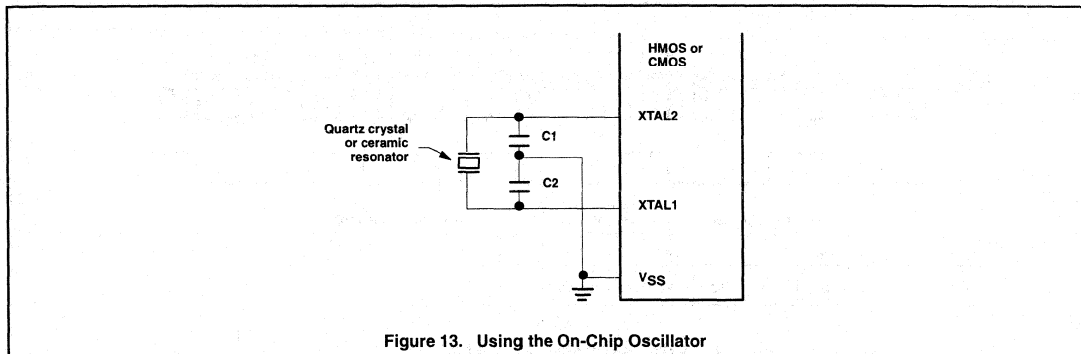 HMOS or
CMOS
XTAL2
Quartz crystal
or ceramic
resonator
C1
C2
XTAL1
VSS
Figure 13. Using the On-Chip Oscillator